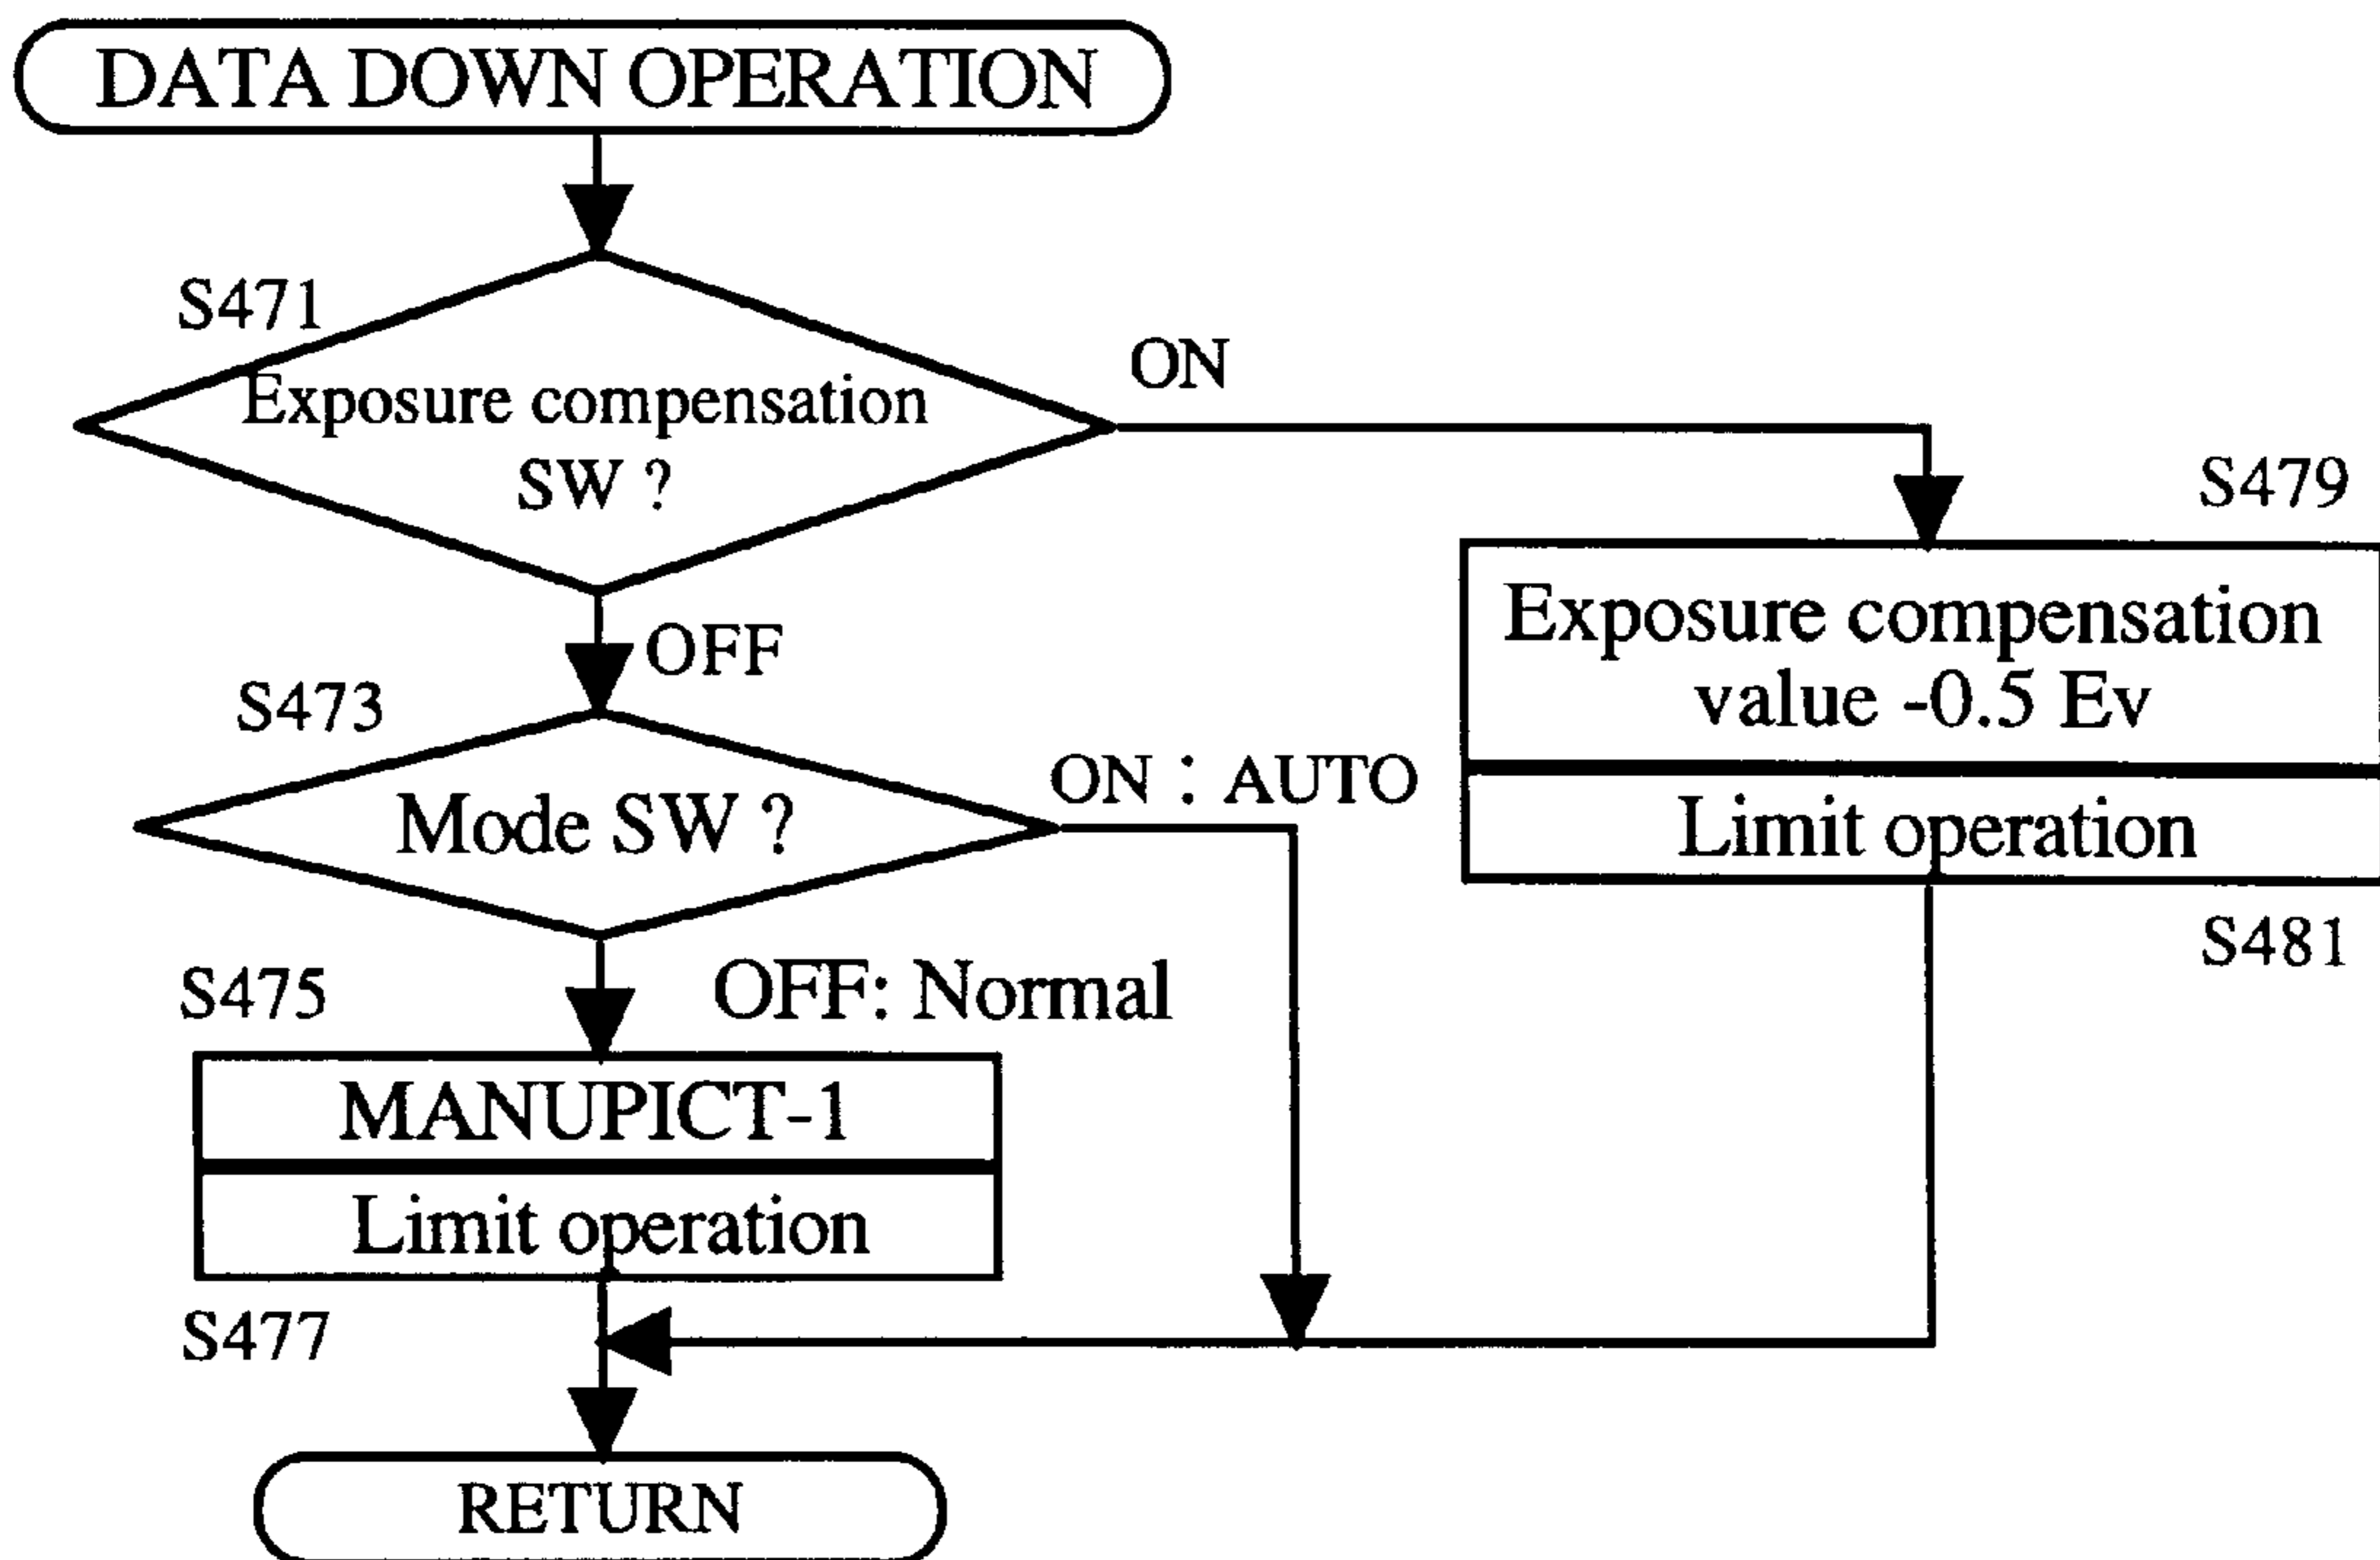 DATA DOWN OPERATION
S471
Exposure compensation
SW ?
ON
OFF
S479
Exposure compensation
value -0.5 Ev
Limit operation
S481
S473
Mode SW ?
ON : AUTO
OFF: Normal
S475
MANUPICT-1
Limit operation
S477
RETURN